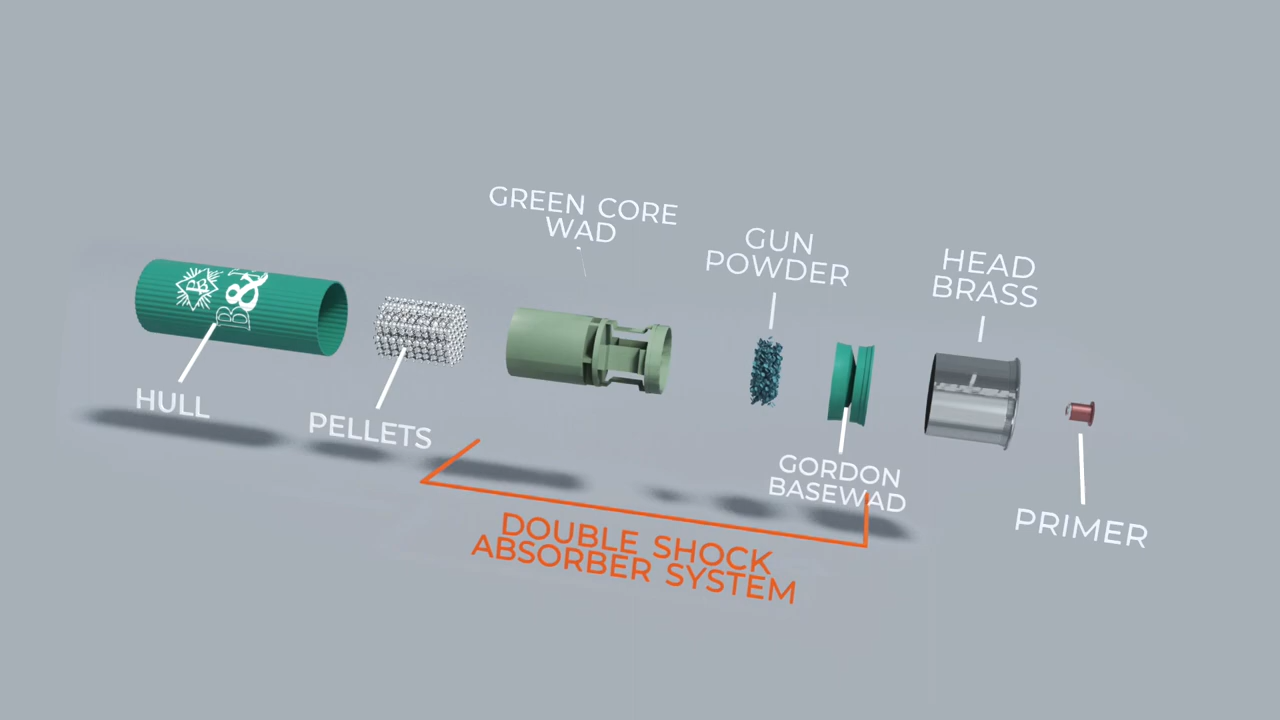 GREEN CORE
WAD
GUN
POWDER
HEAD
BRASS
B&
HULL
PELLETS
GORDON
BASEWAD
PRIMER
DOUBLE SHOCK
ABSORBER SYSTEM